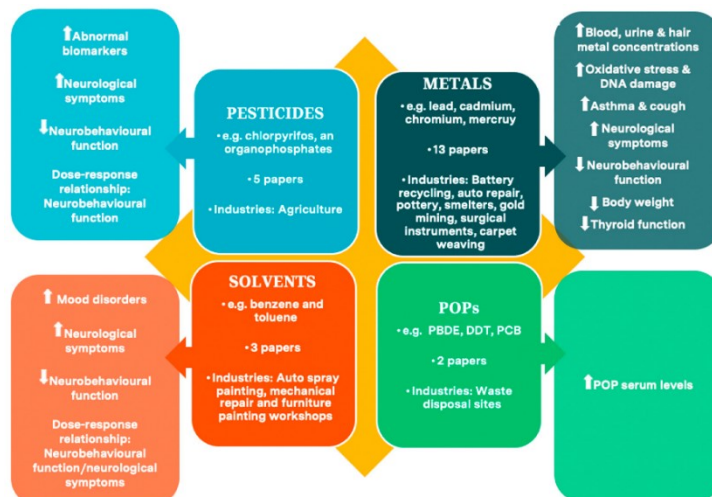 ⬆Abnormal
biomarkers
⬆Neurological
symptoms
⬇Neurobehavioural
function
Dose-response
relationship:
Neurobehavioural
function
PESTICIDES
• e.g. chlorpyrifos, an
organophosphates
• 5 papers
• Industries: Agriculture
METALS
• e.g. lead, cadmium,
chromium, mercruy
• 13 papers
• Industries: Battery
recycling, auto repair,
pottery, smelters, gold
mining, surgical
instruments, carpet
weaving
⬆Blood, urine & hair
metal concentrations
⬆Oxidative stress &
DNA damage
⬆Asthma & cough
⬆ Neurological
symptoms
⬇Neurobehavioural
function
⬇ Body weight
⬇Thyroid function
⬆ Mood disorders
⬆Neurological
symptoms
⬇Neurobehavioural
function
Dose-response
relationship:
Neurobehavioural
function/neurological
symptoms
SOLVENTS
• e.g. benzene and
toluene
• 3 papers
• Industries: Auto spray
painting, mechanical
repair and furniture
painting workshops
POPs
• e.g. PBDE, DDT, PCB
• 2 papers
• Industries: Waste
disposal sites
⬆POP serum levels